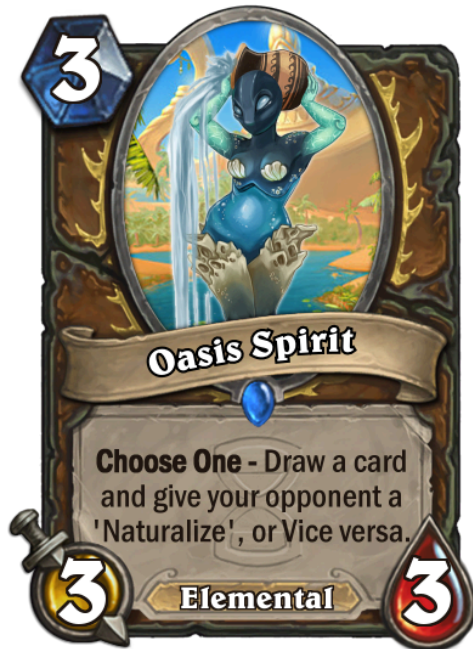 3
Oasis Spirit
Choose One - Draw a card
and give your opponent a
'Naturalize', or Vice versa.
3
Elemental
3